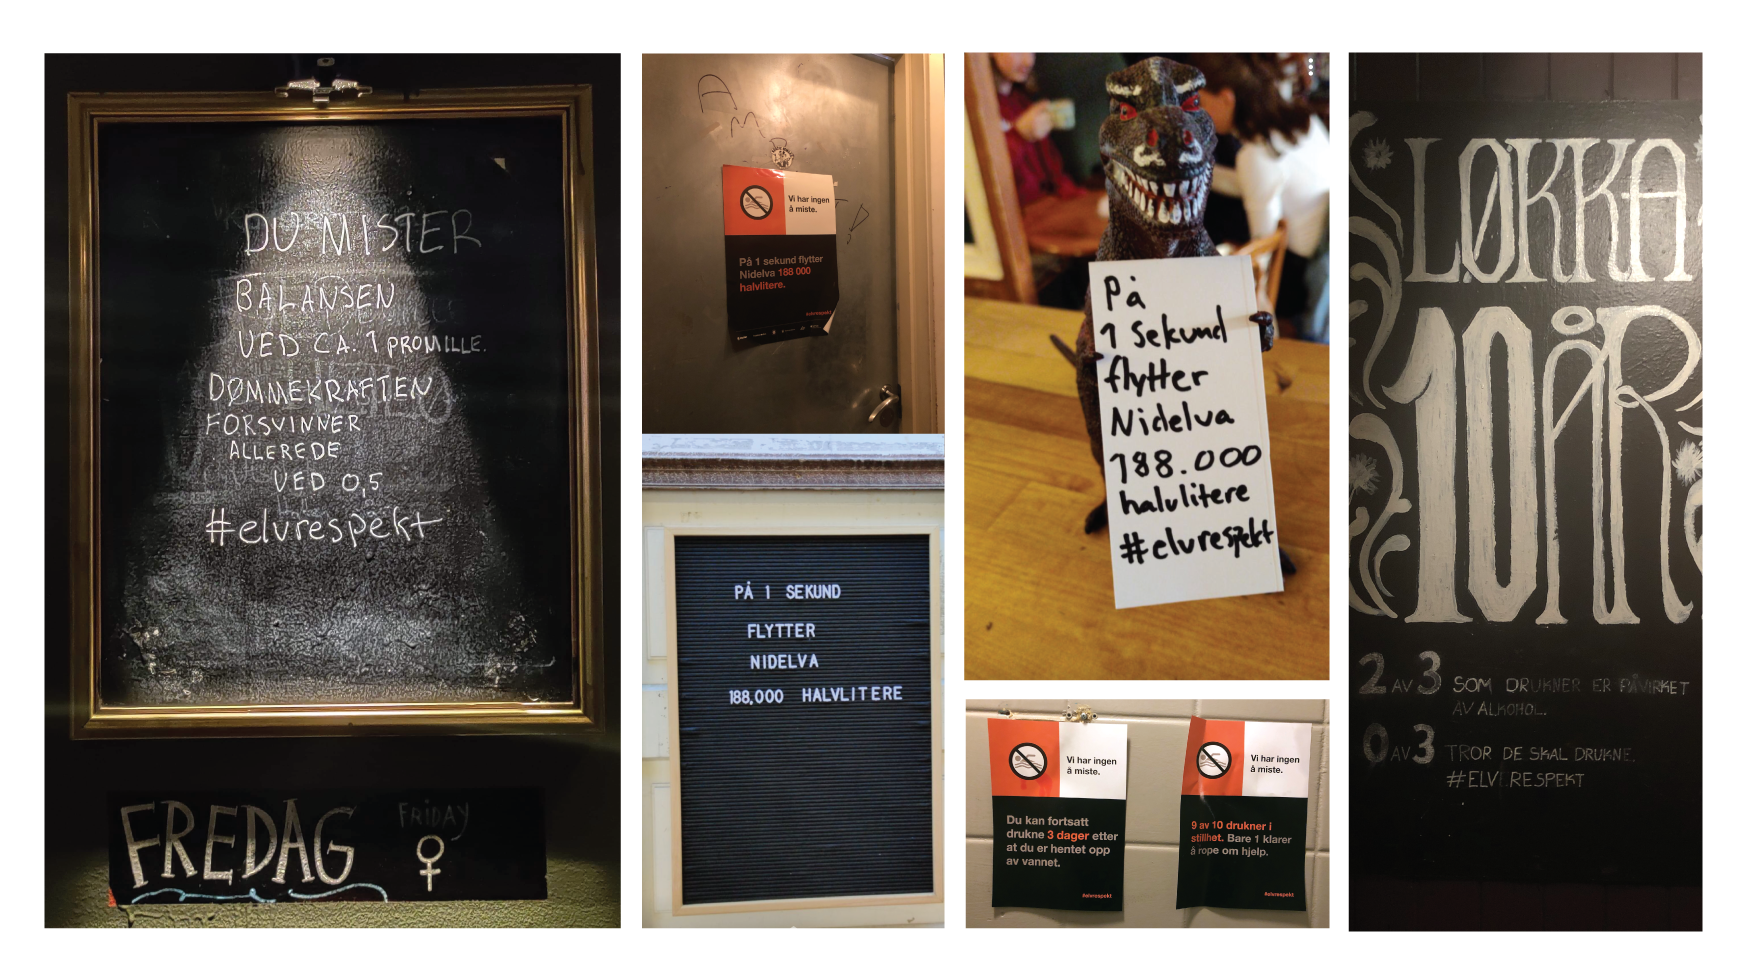 DU MISTER
BALANSEN
VED CA. 1 PROMILLE.
DØMMEKRAFTEN
FORSVINNER
ALLEREDE
VED 0,5
#elvrespekt
FREDAG
FRIDAY
A
M
Vi har ingen
å miste.
På 1 sekund flytter
Nidelva 188 000
halvlitere.
#elvrespekt
PÅ 1 SEKUND
FLYTTER
NIDELVA
188,000 HALVLITERE
På
1 Sekund
flytter
Nidelva
188.000
halvlitere
#elvrespekt
Vi har ingen
å miste.
Du kan fortsatt
drukne 3 dager etter
at du er hentet opp
av vannet.
#elvrespekt
Vi har ingen
å miste.
9 av 10 drukner i
stillhet. Bare 1 klarer
å rope om hjelp.
#elvrespekt
LØKKA
10 ÅR
2 AV 3 SOM DRUKNER ER PÅVIRKET
AV ALKOHOL.
0 AV 3 TROR DE SKAL DRUKNE.
#ELVRESPEKT